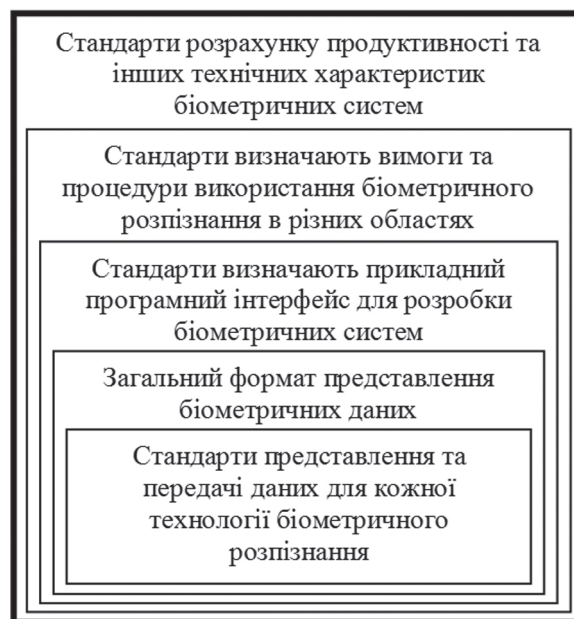 Стандарти розрахунку продуктивності та
інших технічних характеристик
біометричних систем
Стандарти визначають вимоги та
процедури використання біометричного
розпізнання в різних областях
Стандарти визначають прикладний
програмний інтерфейс для розробки
біометричних систем
Загальний формат представлення
біометричних даних
Стандарти представлення та
передачі даних для кожної
технології біометричного
розпізнання